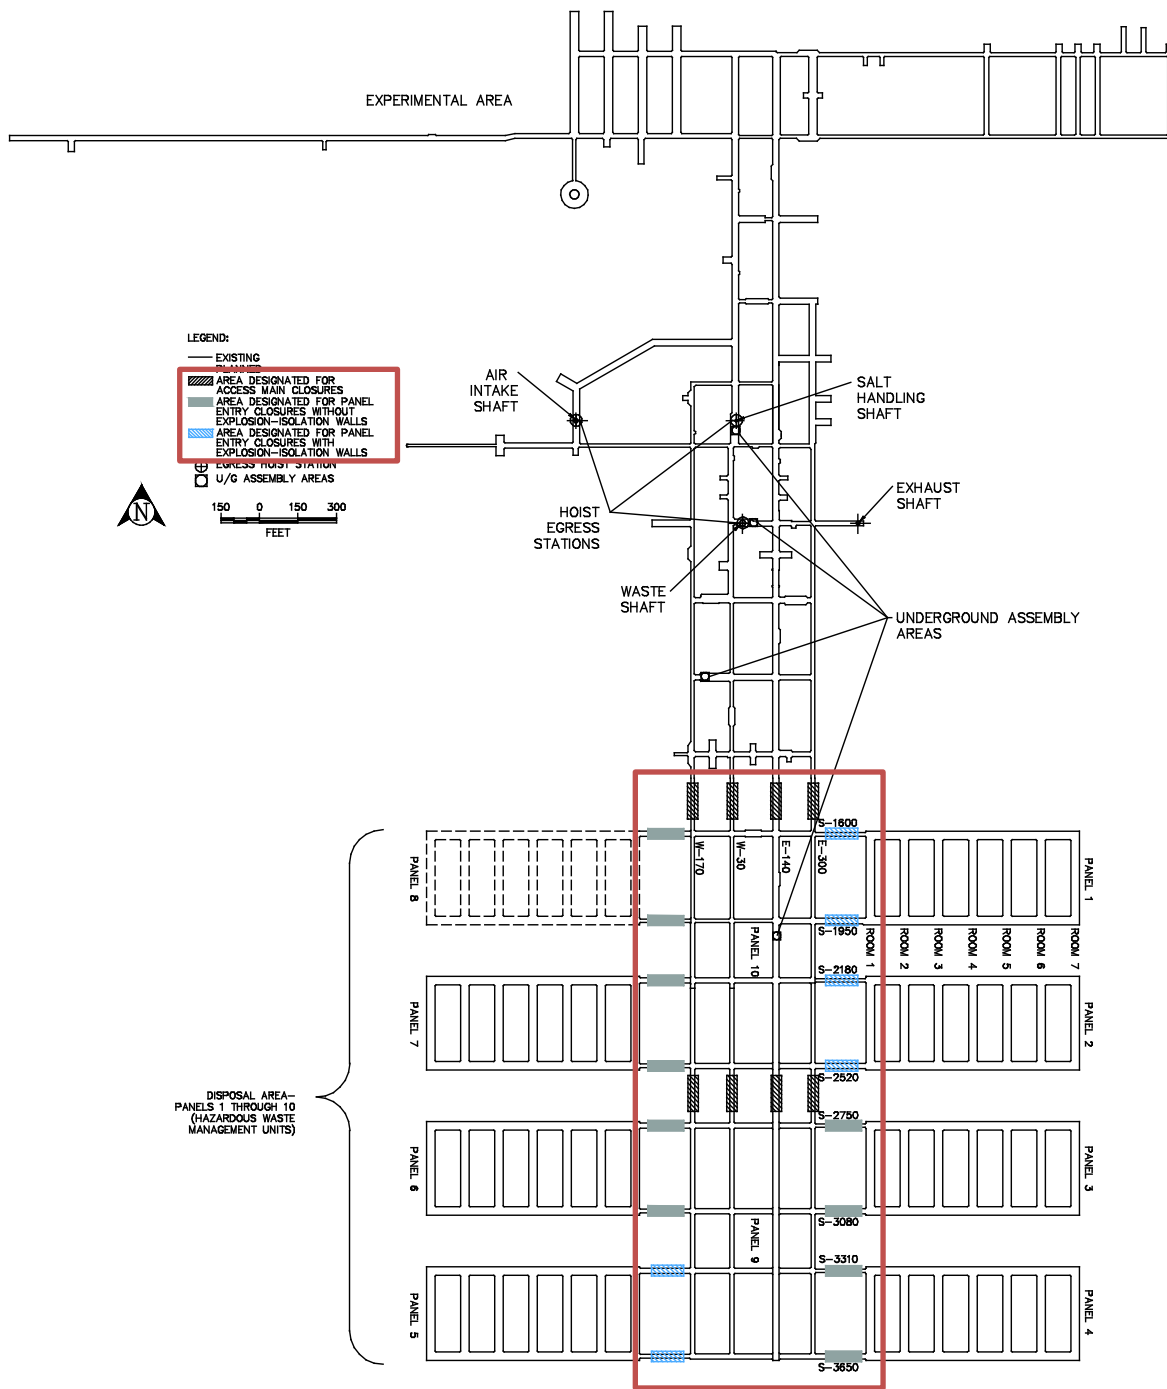 EXPERIMENTAL AREA
LEGEND:
EXISTING
AREA DESIGNATED FOR
ACCESS MAIN CLOSURES
AREA DESIGNATED FOR PANEL
ENTRY CLOSURES WITHOUT
EXPLOSION-ISOLATION WALLS
AREA DESIGNATED FOR PANEL
ENTRY CLOSURES WITH
EXPLOSION-ISOLATION WALLS
EGRESS HOIST STATION
U/G ASSEMBLY AREAS
N
150 0 150 300
FEET
AIR
INTAKE
SHAFT
SALT
HANDLING
SHAFT
HOIST
EGRESS
STATIONS
EXHAUST
SHAFT
WASTE
SHAFT
UNDERGROUND ASSEMBLY
AREAS
S-1600
W-170
W-30
E-140
E-300
PANEL 8
PANEL 1
S-1950
PANEL 10
ROOM 1
ROOM 2
ROOM 3
ROOM 4
ROOM 5
ROOM 6
ROOM 7
S-2180
PANEL 7
PANEL 2
S-2520
DISPOSAL AREA-
PANELS 1 THROUGH 10
(HAZARDOUS WASTE
MANAGEMENT UNITS)
S-2750
PANEL 6
PANEL 3
S-3080
PANEL 9
S-3310
PANEL 5
PANEL 4
S-3650